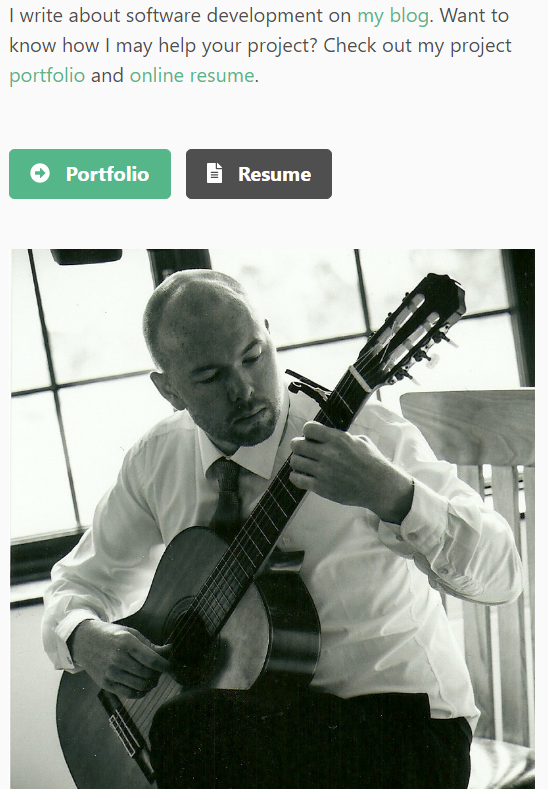 I write about software development on my blog. Want to
know how I may help your project? Check out my project
portfolio and online resume.
Portfolio
Resume